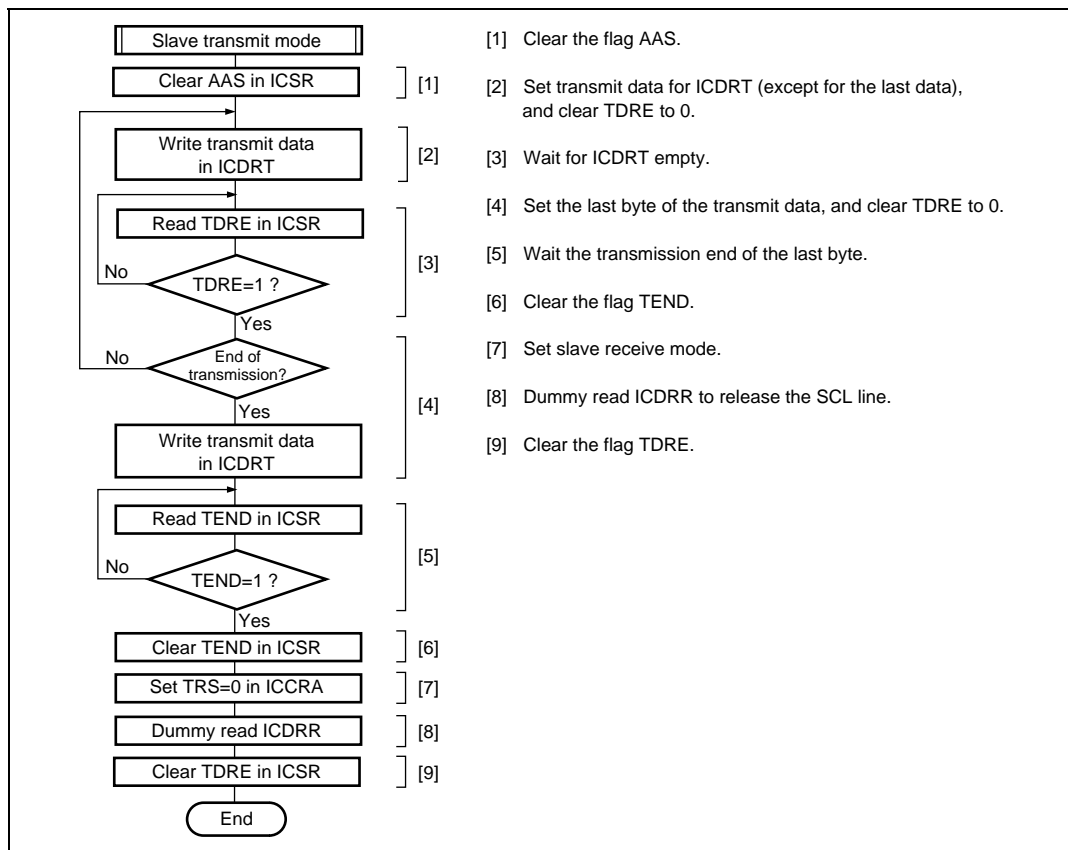 Slave transmit mode
Clear AAS in ICSR
[1]
Write transmit data
in ICDRT
[2]
Read TDRE in ICSR
No
TDRE=1 ?
[3]
Yes
No
End of
transmission?
[4]
Yes
Write transmit data
in ICDRT
Read TEND in ICSR
No
TEND=1 ?
[5]
Yes
Clear TEND in ICSR
[6]
Set TRS=0 in ICCRA
[7]
Dummy read ICDRR
[8]
Clear TDRE in ICSR
[9]
End
[1] Clear the flag AAS.
[2] Set transmit data for ICDRT (except for the last data),
and clear TDRE to 0.
[3] Wait for ICDRT empty.
[4] Set the last byte of the transmit data, and clear TDRE to 0.
[5] Wait the transmission end of the last byte.
[6] Clear the flag TEND.
[7] Set slave receive mode.
[8] Dummy read ICDRR to release the SCL line.
[9] Clear the flag TDRE.